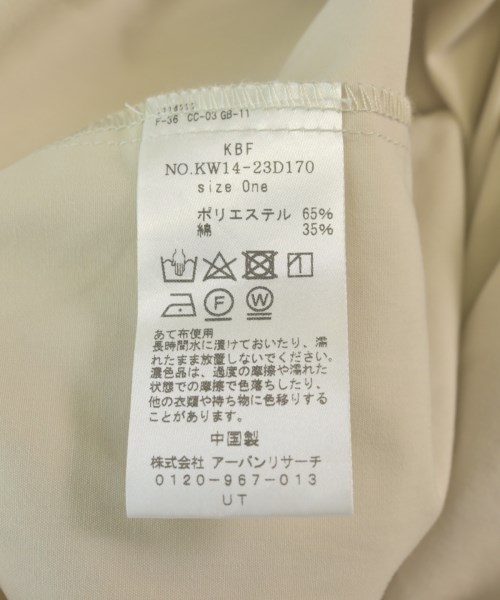 F-36 CC-03 GB-11
KBF
NO.KW14-23D170
size One
ポリエステル 65%
綿 35%
F W
あて布使用
長時間水に漬けておいたり、濡
れたまま放置しないでください。
濃色品は、過度の摩擦や濡れた
状態での摩擦で色落ちしたり、
他の衣類や持ち物に色移りする
ことがあります。
中国製
株式会社 アーバンリサーチ
0120-967-013
UT